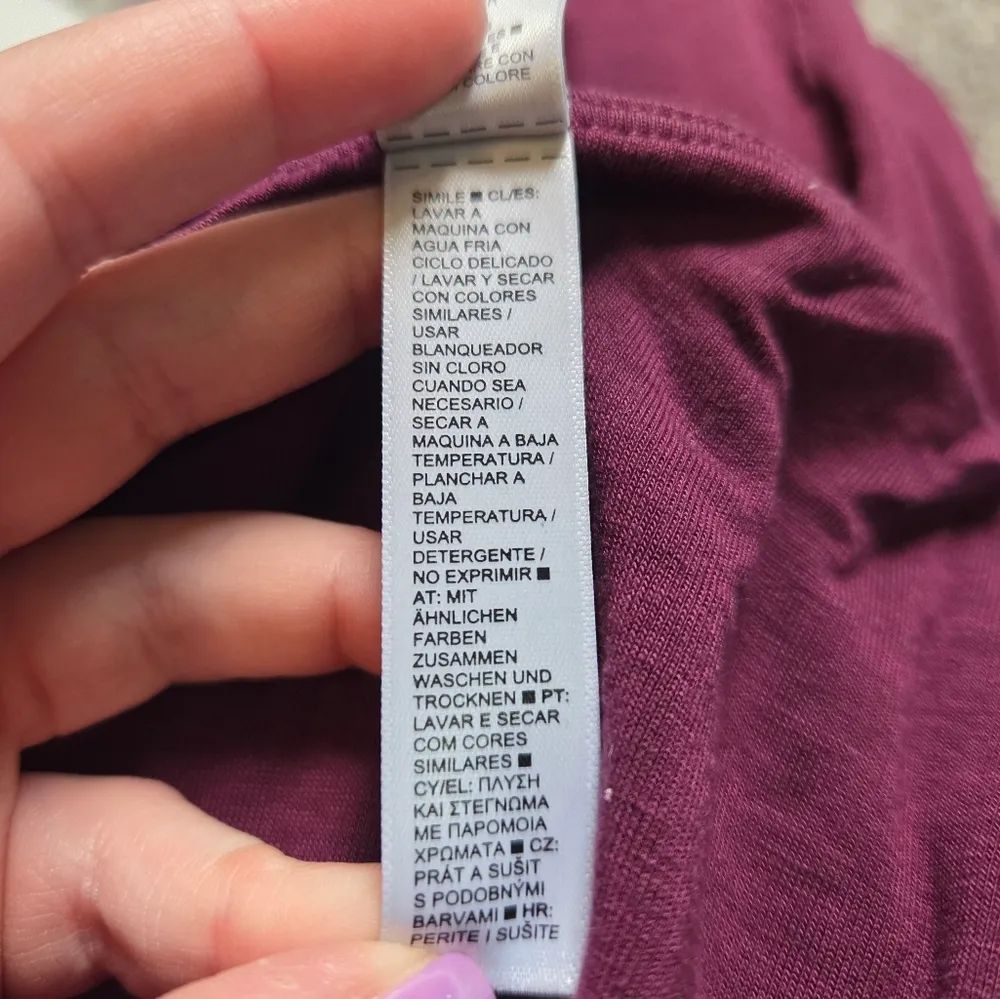 CON
COLORE
SIMILE ■ CL/ES:
LAVAR A
MAQUINA CON
AGUA FRIA
CICLO DELICADO
/ LAVAR Y SECAR
CON COLORES
SIMILARES /
USAR
BLANQUEADOR
SIN CLORO
CUANDO SEA
NECESARIO /
SECAR A
MAQUINA A BAJA
TEMPERATURA /
PLANCHAR A
BAJA
TEMPERATURA /
USAR
DETERGENTE /
NO EXPRIMIR ■
AT: MIT
ÄHNLICHEN
FARBEN
ZUSAMMEN
WASCHEN UND
TROCKNEN ■ PT:
LAVAR E SECAR
COM CORES
SIMILARES ■
CY/EL: ΠΛΥΣΗ
ΚΑΙ ΣΤΕΓΝΩΜΑ
ΜΕ ΠΑΡΟΜΟΙΑ
ΧΡΩΜΑΤΑ ■ CZ:
PRÁT A SUŠIT
S PODOBNÝMI
BARVAMI ■ HR:
PERITE I SUŠITE